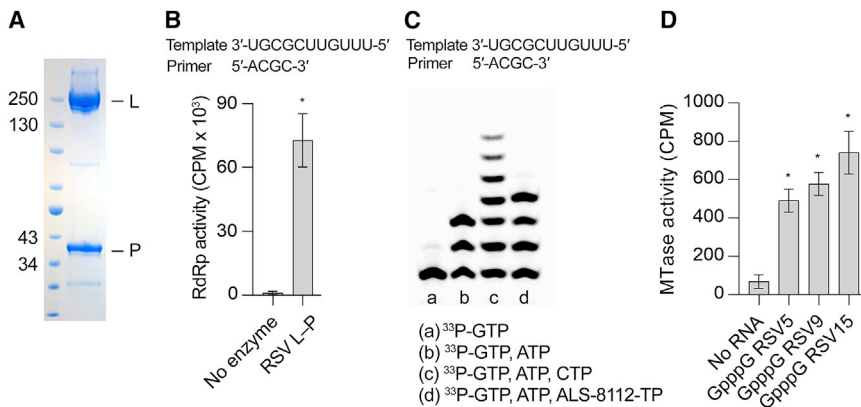 A
250
130
43
34
– L
– P
B
Template 3′-UGCGCUUGUUU-5′
Primer 5′-ACGC-3′
RdRp activity (CPM x 10³)
90
60
30
0
*
No enzyme
RSV L–P
C
Template 3′-UGCGCUUGUUU-5′
Primer 5′-ACGC-3′
a b c d
(a) ³³P-GTP
(b) ³³P-GTP, ATP
(c) ³³P-GTP, ATP, CTP
(d) ³³P-GTP, ATP, ALS-8112-TP
D
MTase activity (CPM)
1000
800
600
400
200
0
*
*
*
No RNA
GpppG RSV5
GpppG RSV9
GpppG RSV15